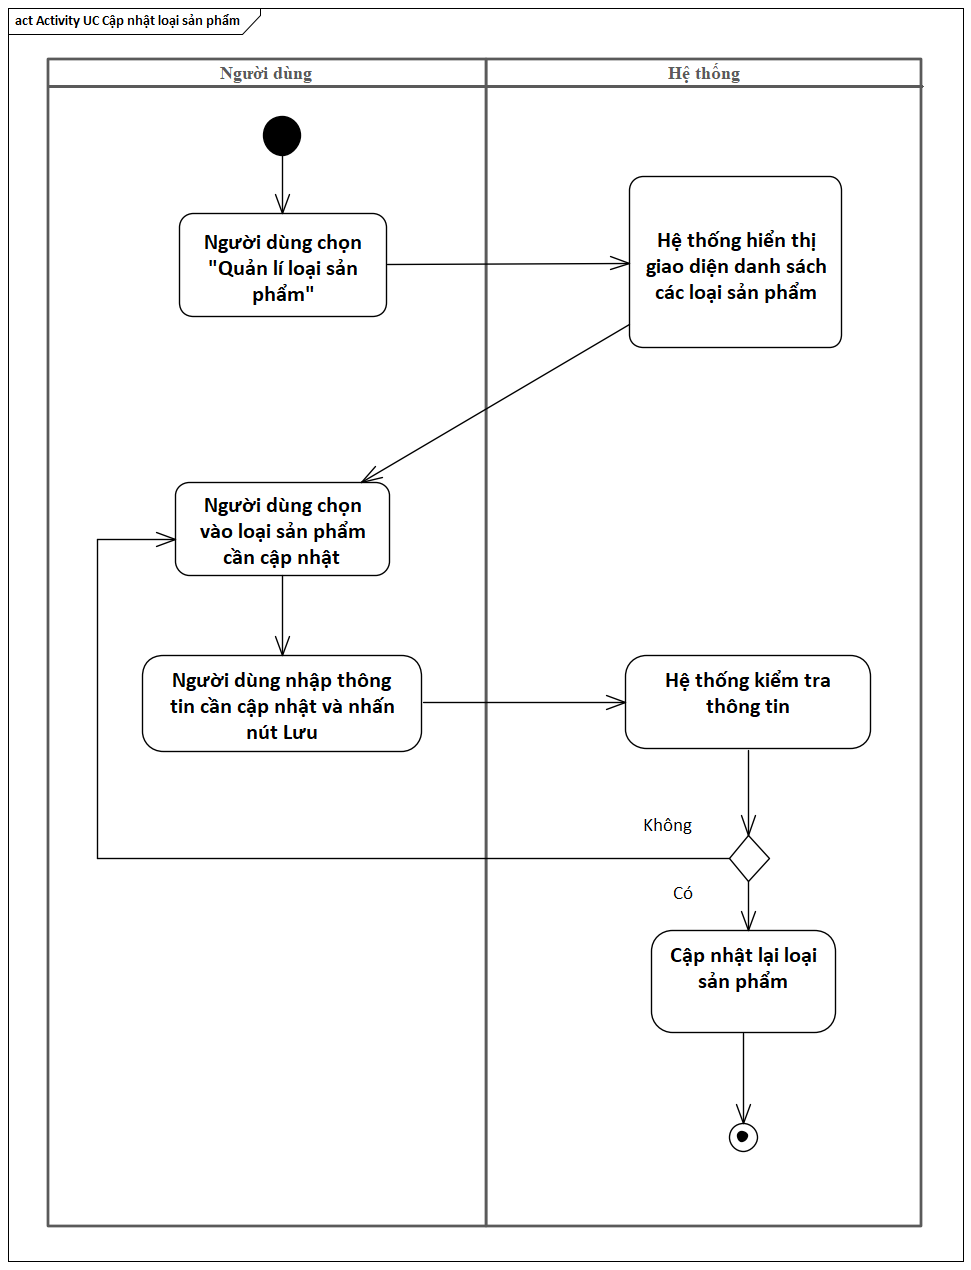 act Activity UC Cập nhật loại sản phẩm
Người dùng
Hệ thống
Người dùng chọn
"Quản lí loại sản
phẩm"
Hệ thống hiển thị
giao diện danh sách
các loại sản phẩm
Người dùng chọn
vào loại sản phẩm
cần cập nhật
Người dùng nhập thông
tin cần cập nhật và nhấn
nút Lưu
Hệ thống kiểm tra
thông tin
Không
Có
Cập nhật lại loại
sản phẩm